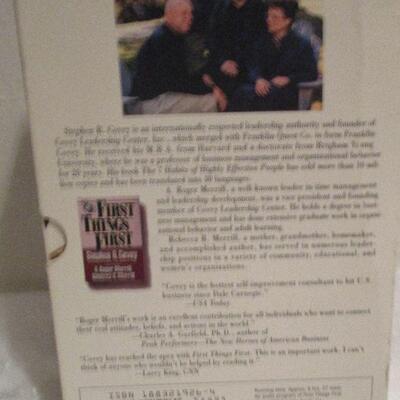 Stephen R. Covey is an internationally respected leadership authority and founder of
Covey Leadership Center, Inc., which merged with Franklin Quest Co. to form Franklin
Covey. He received his M.B.A. from Harvard and a doctorate from Brigham Young
University, where he was a professor of business management and organizational behavior
for 20 years. His book The 7 Habits of Highly Effective People has sold more than 10 mil-
lion copies and has been translated into 28 languages.
A. Roger Merrill, a well-known leader in time management
and leadership development, was a vice president and founding
member of Covey Leadership Center. He holds a degree in busi-
ness management and has done extensive graduate work in organi-
zational behavior and adult learning.
Rebecca R. Merrill, a mother, grandmother, homemaker,
and accomplished author, has served in numerous leader-
ship positions in a variety of community, educational, and
women's organizations.
FIRST
THINGS
FIRST
Stephen R. Covey
A. Roger Merrill
Rebecca R. Merrill
"Covey is the hottest self-improvement consultant to hit U.S.
business since Dale Carnegie."
—USA Today
"Roger Merrill's work is an excellent contribution for all individuals who want to connect
their real attitudes, beliefs, and actions in the world."
—Charles A. Garfield, Ph.D., author of
Peak Performers—The New Heroes of American Business
"Covey has reached the apex with First Things First. This is an important work. I can't
think of anyone who wouldn't be helped by reading it."
—Larry King, CNN
ISBN 188321926-4